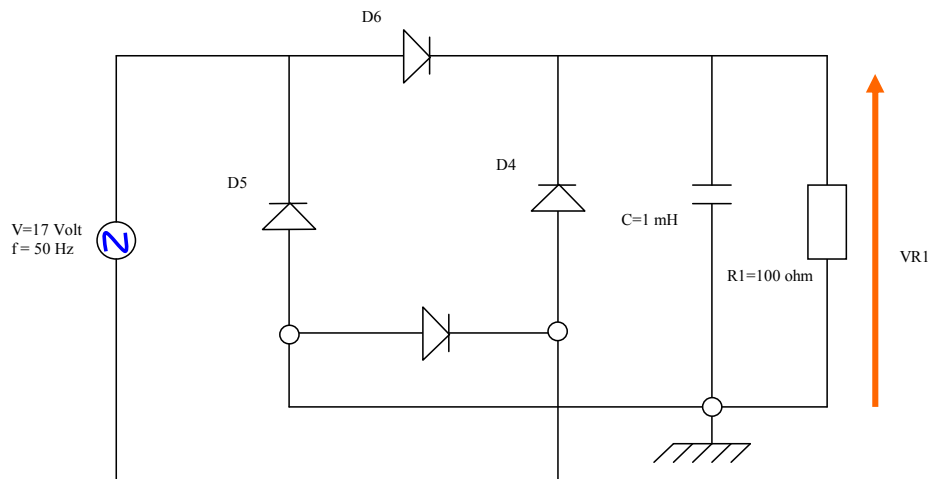 D6
D4
D5
V=17 Volt
f = 50 Hz
C=1 mH
R1=100 ohm
VR1